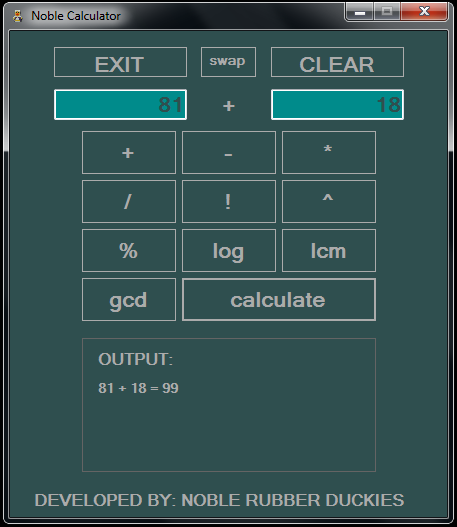 Noble Calculator
EXIT swap CLEAR
81 + 18
+ - *
/ ! ^
% log lcm
gcd calculate
OUTPUT:
81 + 18 = 99
DEVELOPED BY: NOBLE RUBBER DUCKIES